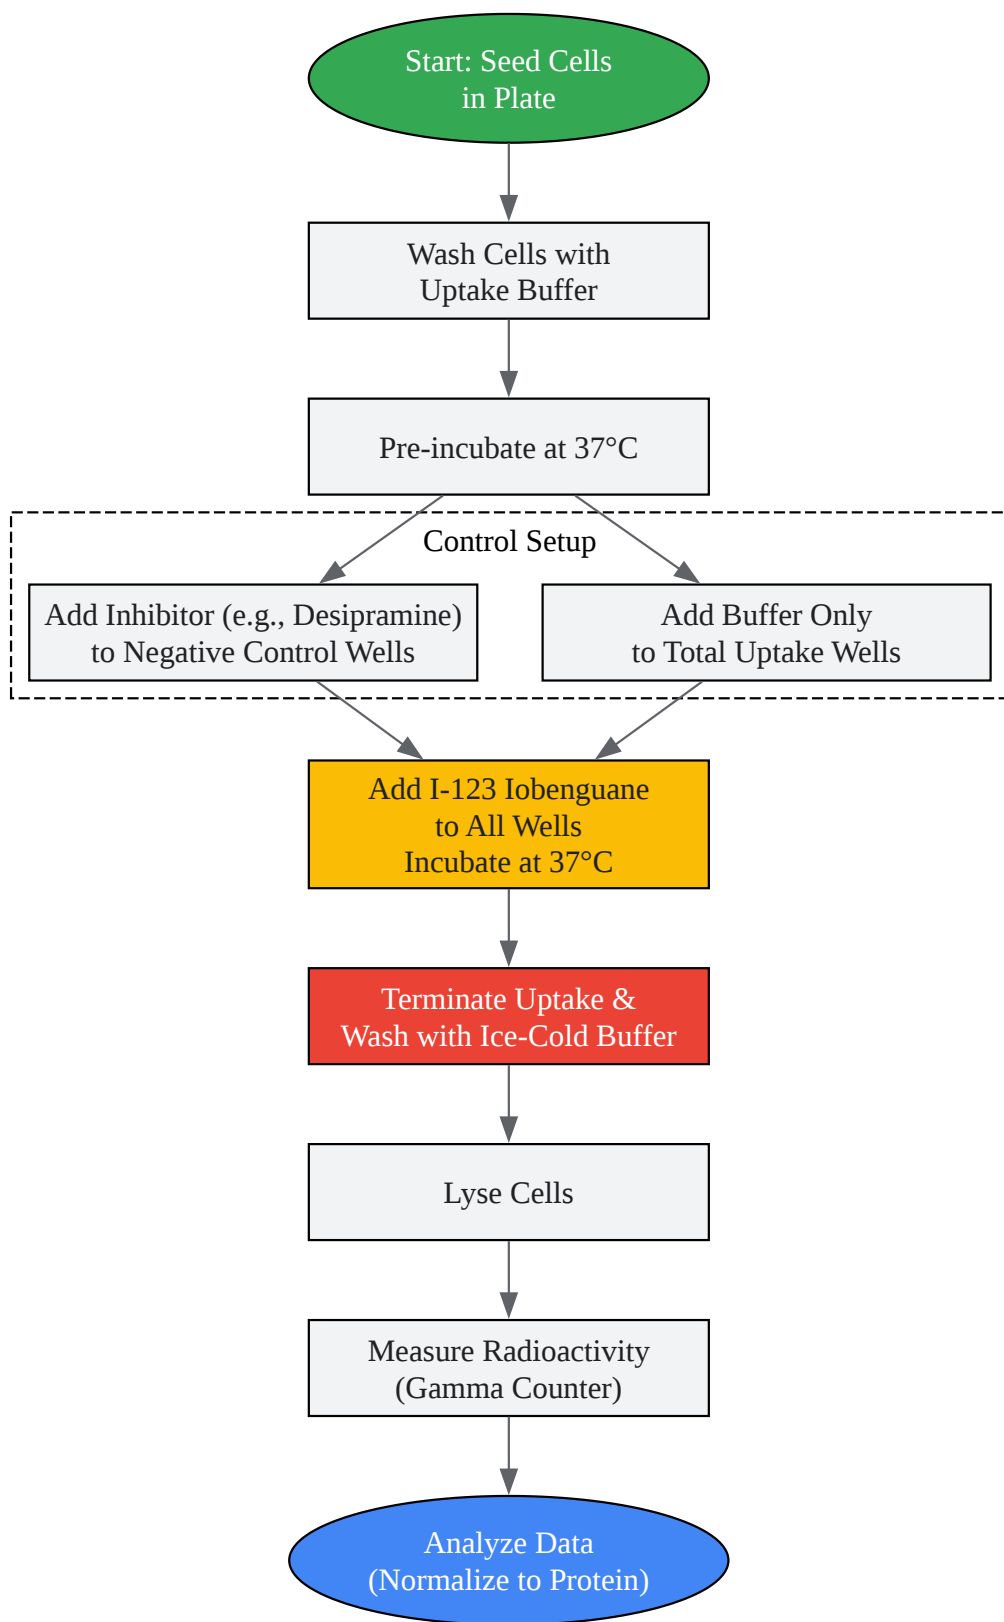 Start: Seed Cells
in Plate
Wash Cells with
Uptake Buffer
Pre-incubate at 37°C
Control Setup
Add Inhibitor (e.g., Desipramine)
to Negative Control Wells
Add Buffer Only
to Total Uptake Wells
Add I-123 Iobenguane
to All Wells
Incubate at 37°C
Terminate Uptake &
Wash with Ice-Cold Buffer
Lyse Cells
Measure Radioactivity
(Gamma Counter)
Analyze Data
(Normalize to Protein)